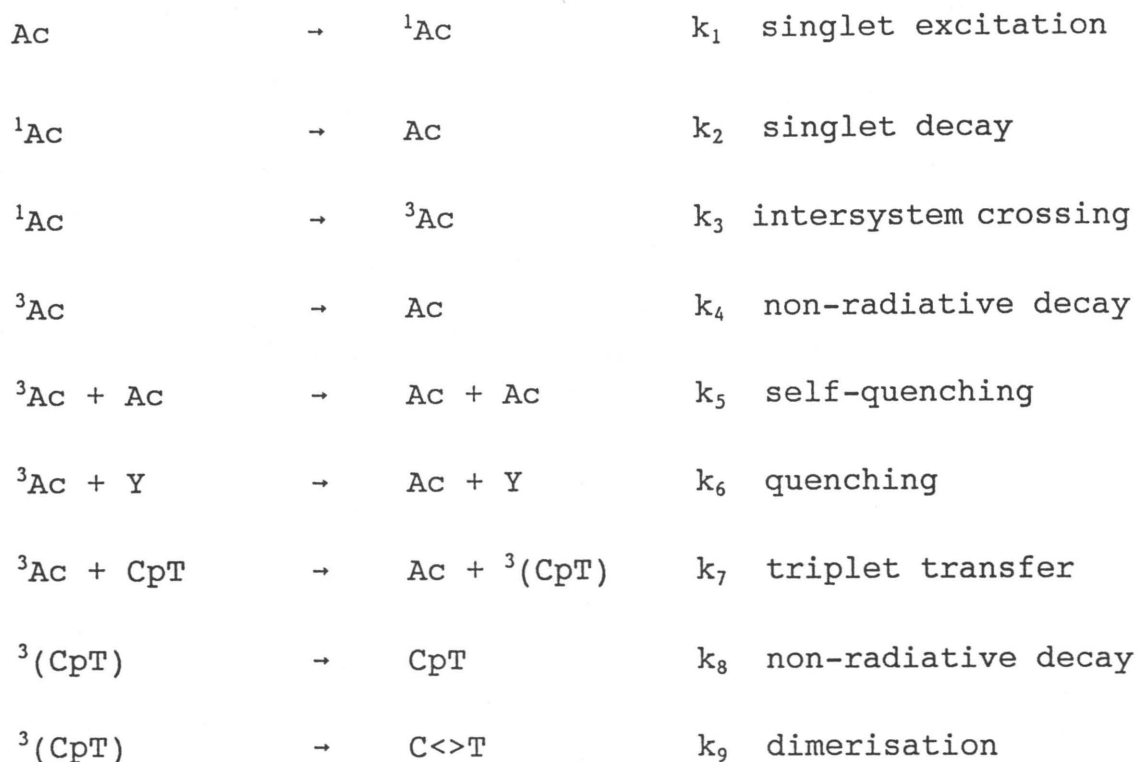 Ac → ¹Ac k₁ singlet excitation
¹Ac → Ac k₂ singlet decay
¹Ac → ³Ac k₃ intersystem crossing
³Ac → Ac k₄ non-radiative decay
³Ac + Ac → Ac + Ac k₅ self-quenching
³Ac + Y → Ac + Y k₆ quenching
³Ac + CpT → Ac + ³(CpT) k₇ triplet transfer
³(CpT) → CpT k₈ non-radiative decay
³(CpT) → C<>T k₉ dimerisation